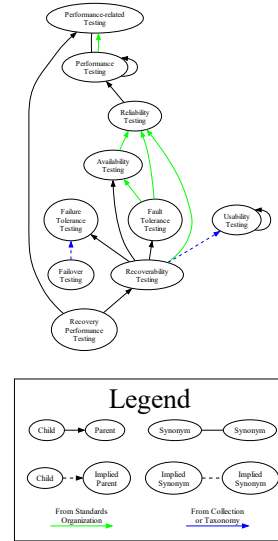 Performance-related
Testing
Performance
Testing
Reliability
Testing
Availability
Testing
Failure
Tolerance
Testing
Fault
Tolerance
Testing
Usability
Testing
Failover
Testing
Recoverability
Testing
Recovery
Performance
Testing
Legend
Child
Parent
Synonym
Synonym
Child
Implied
Parent
Implied
Synonym
Implied
Synonym
From Standards
Organization
From Collection
or Taxonomy